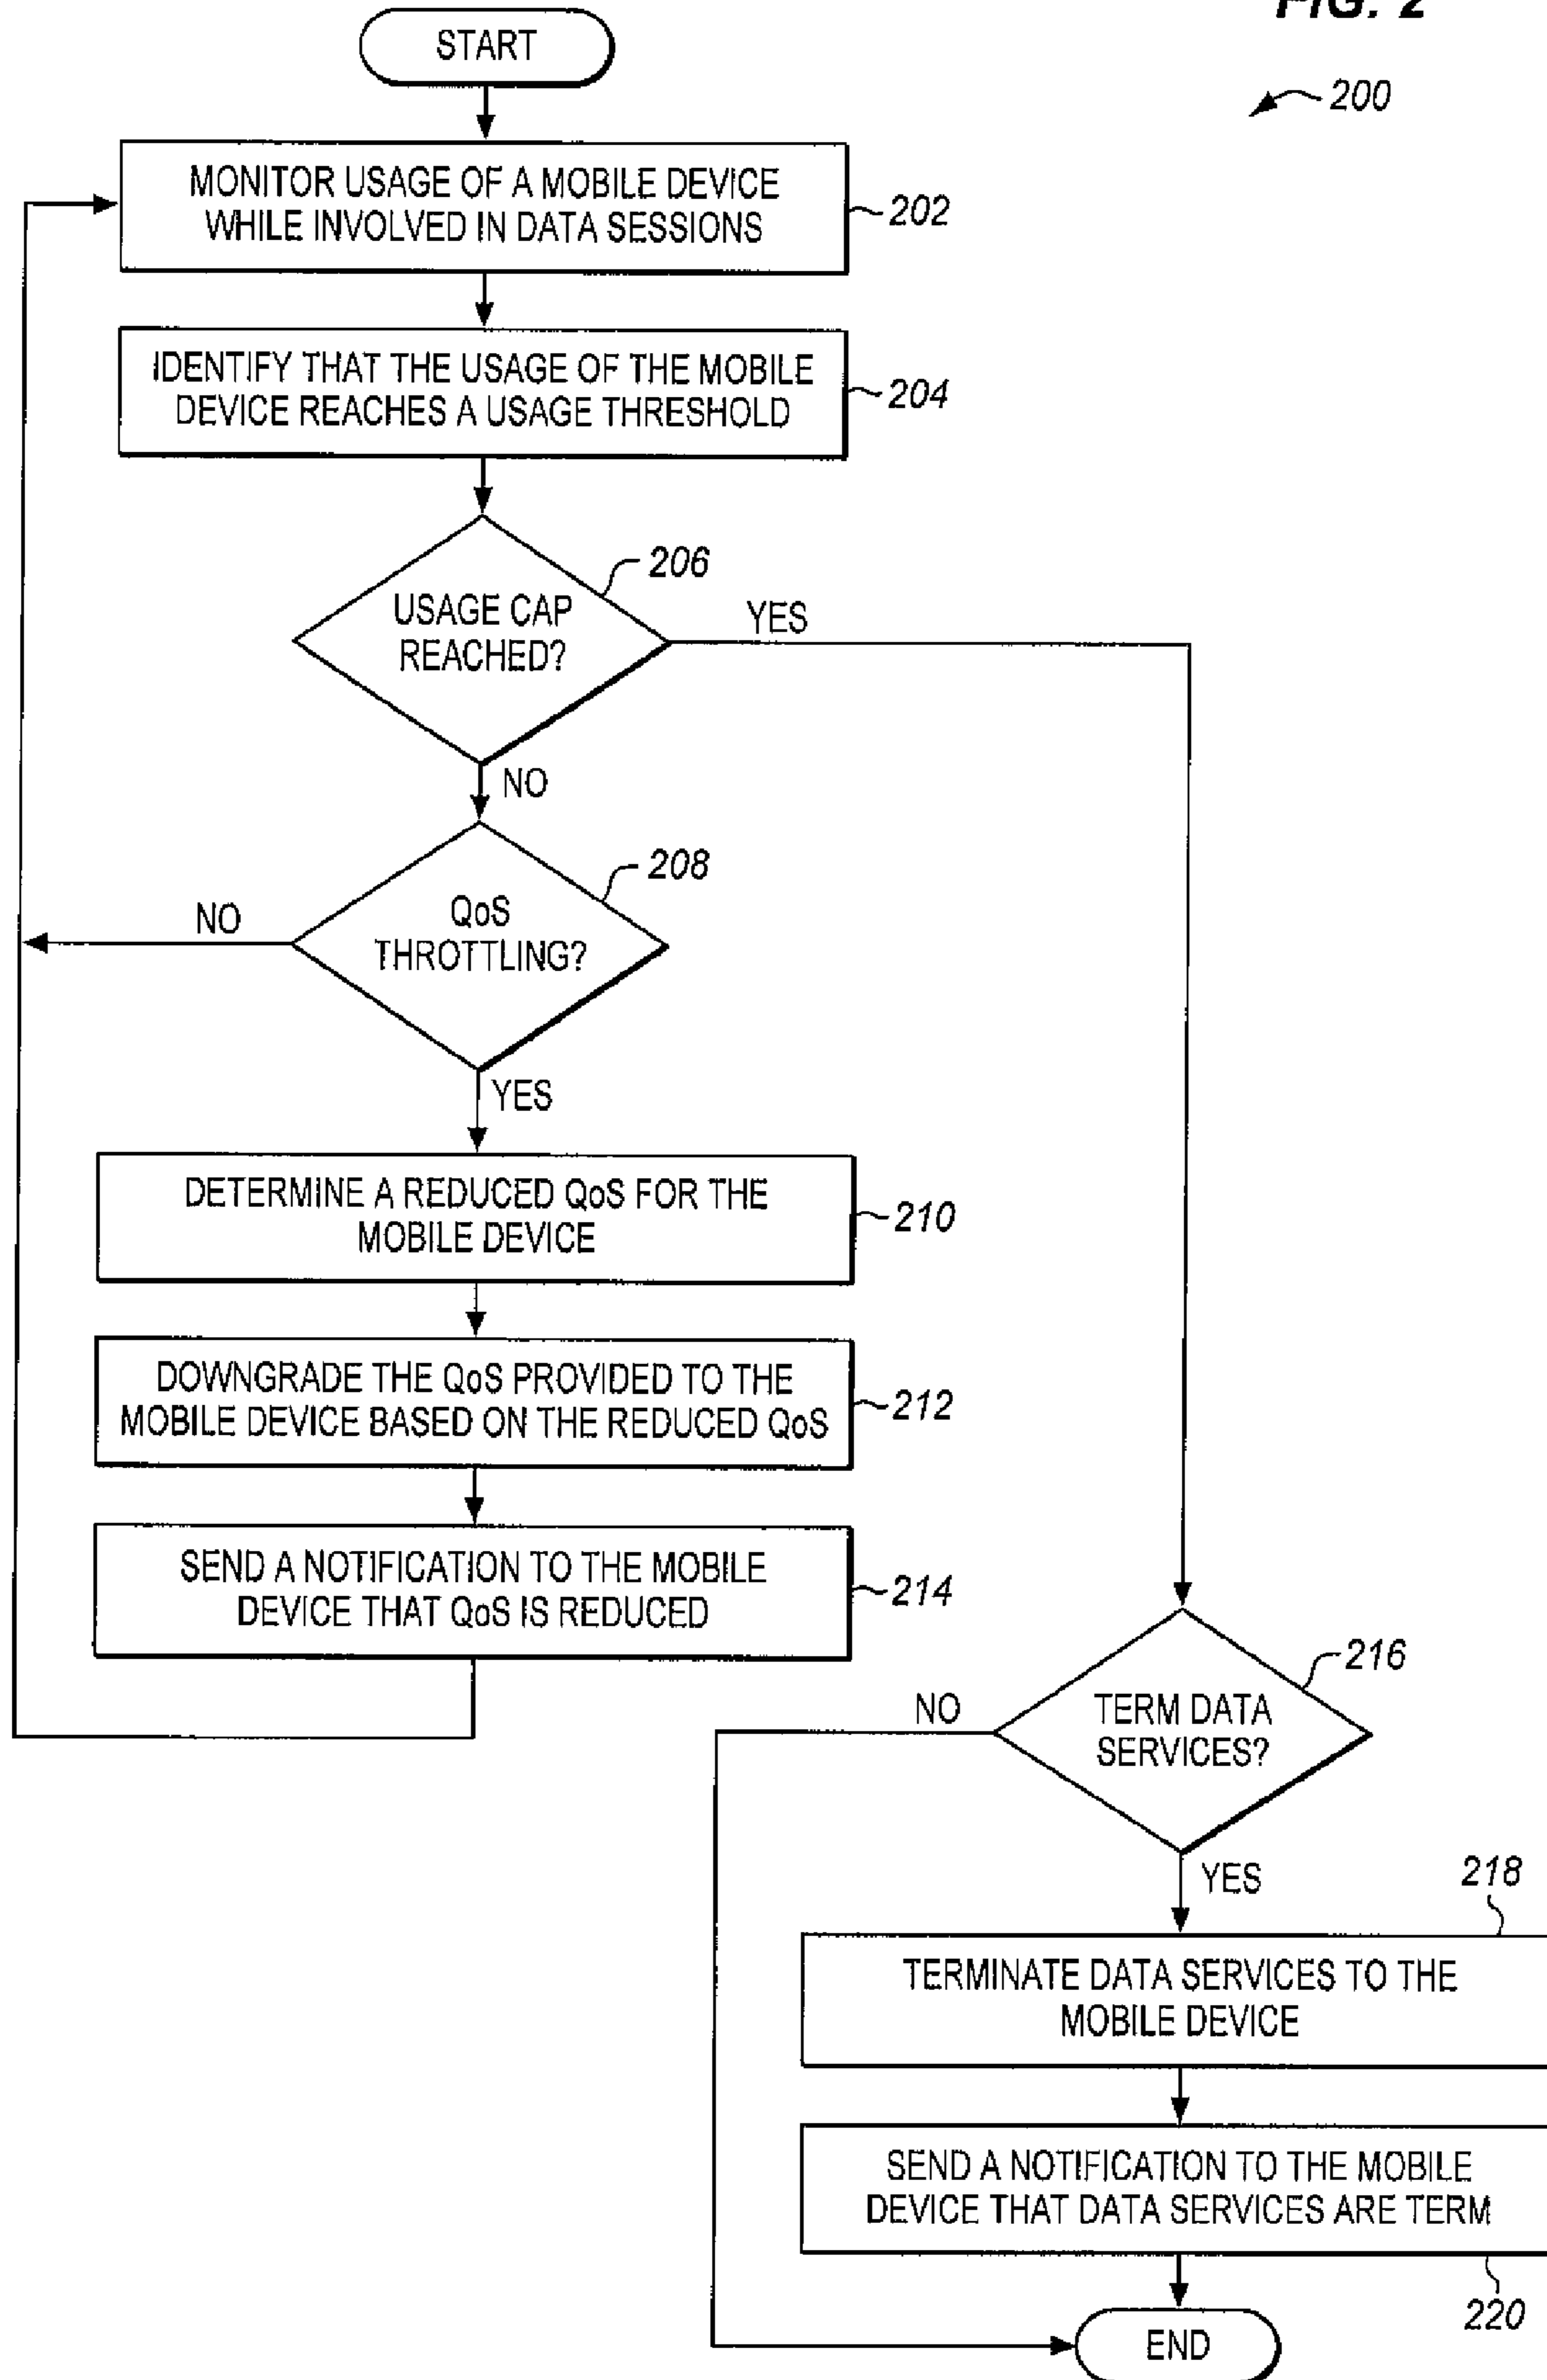 FIG. 2
200
START
MONITOR USAGE OF A MOBILE DEVICE
WHILE INVOLVED IN DATA SESSIONS
202
IDENTIFY THAT THE USAGE OF THE MOBILE
DEVICE REACHES A USAGE THRESHOLD
204
206
USAGE CAP
REACHED?
YES
NO
208
QoS
THROTTLING?
NO
YES
DETERMINE A REDUCED QoS FOR THE
MOBILE DEVICE
210
DOWNGRADE THE QoS PROVIDED TO THE
MOBILE DEVICE BASED ON THE REDUCED QoS
212
SEND A NOTIFICATION TO THE MOBILE
DEVICE THAT QoS IS REDUCED
214
216
TERM DATA
SERVICES?
NO
YES
218
TERMINATE DATA SERVICES TO THE
MOBILE DEVICE
SEND A NOTIFICATION TO THE MOBILE
DEVICE THAT DATA SERVICES ARE TERM
220
END